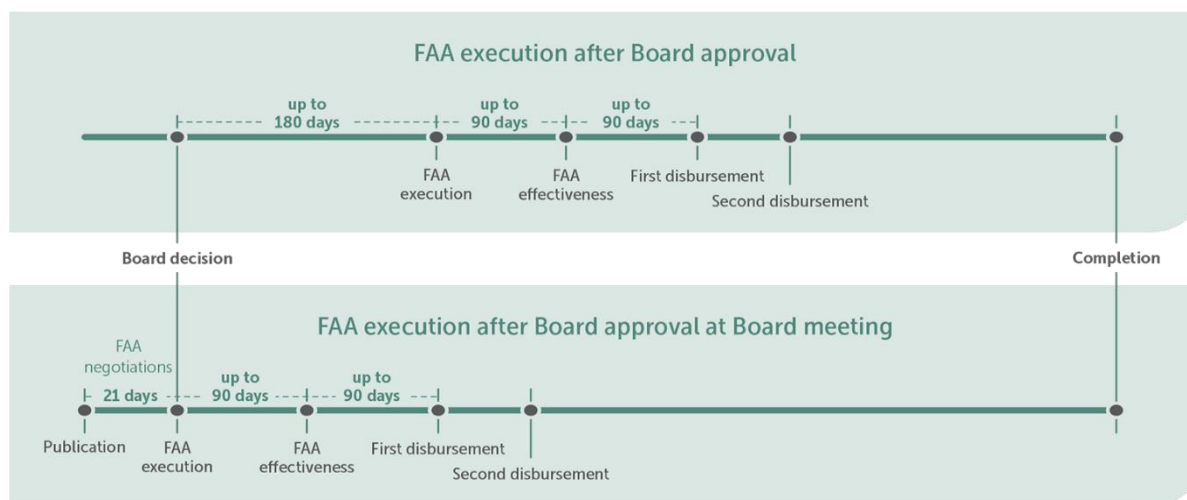 FAA execution after Board approval
up to
180 days
up to
90 days
up to
90 days
FAA
execution
FAA
effectiveness
First disbursement
Second disbursement
Board decision
Completion
FAA execution after Board approval at Board meeting
FAA
negotiations
21 days
up to
90 days
up to
90 days
Publication
FAA
execution
FAA
effectiveness
First disbursement
Second disbursement